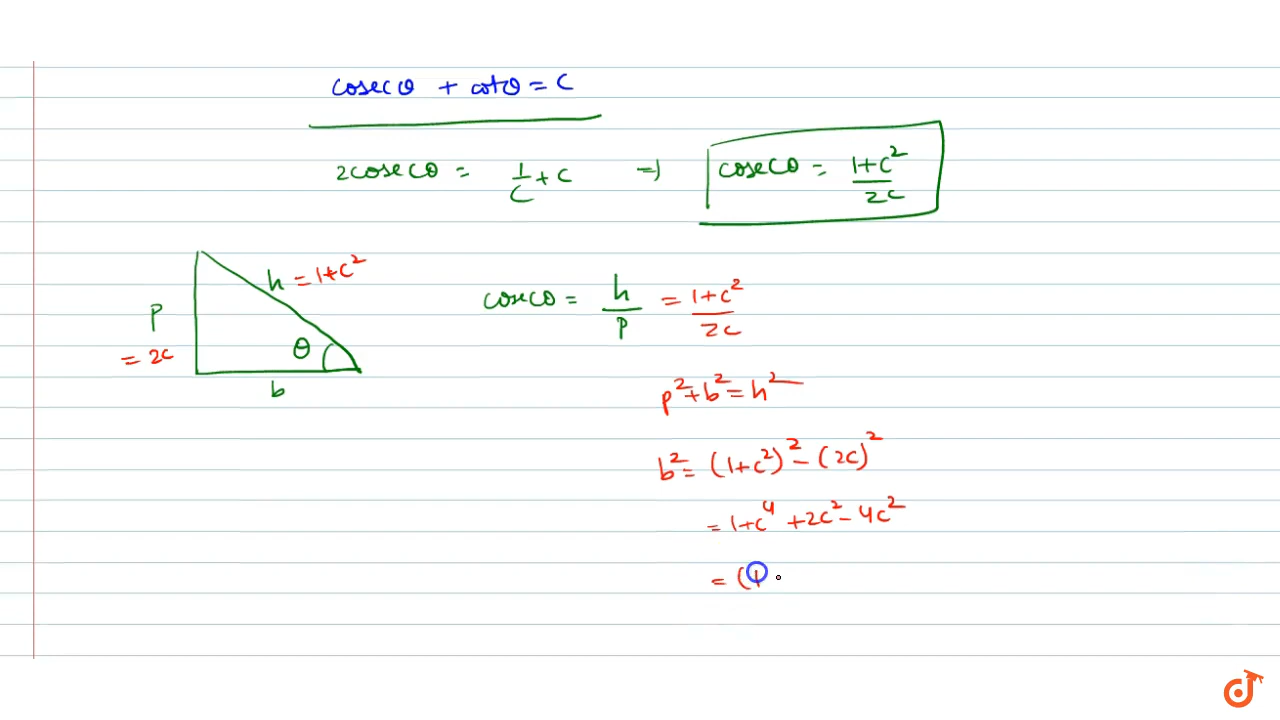 cosecθ + cotθ = C
2cosecθ = 1/C + C ⇒ cosecθ = (1+C²)/2C
h = 1+C²
P = 2C
θ
b
cosecθ = h/P = (1+C²)/2C
P²+b² = h²
b² = (1+C²)² - (2C)²
= 1+C⁴ +2C² - 4C²
= (1